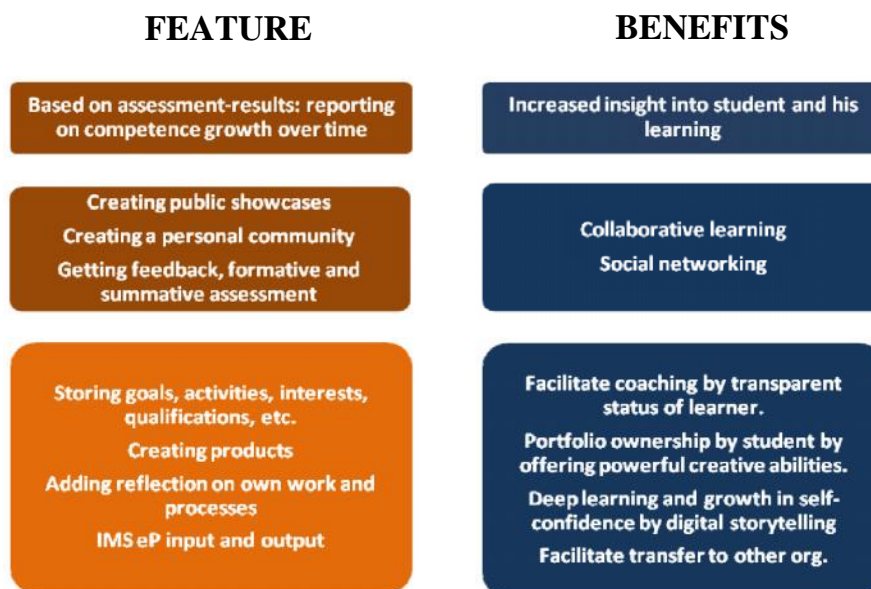 FEATURE
BENEFITS
Based on assessment-results: reporting
on competence growth over time
Increased insight into student and his
learning
Creating public showcases
Creating a personal community
Getting feedback, formative and
summative assessment
Collaborative learning
Social networking
Storing goals, activities, interests,
qualifications, etc.
Creating products
Adding reflection on own work and
processes
IMS eP input and output
Facilitate coaching by transparent
status of learner.
Portfolio ownership by student by
offering powerful creative abilities.
Deep learning and growth in self-
confidence by digital storytelling
Facilitate transfer to other org.